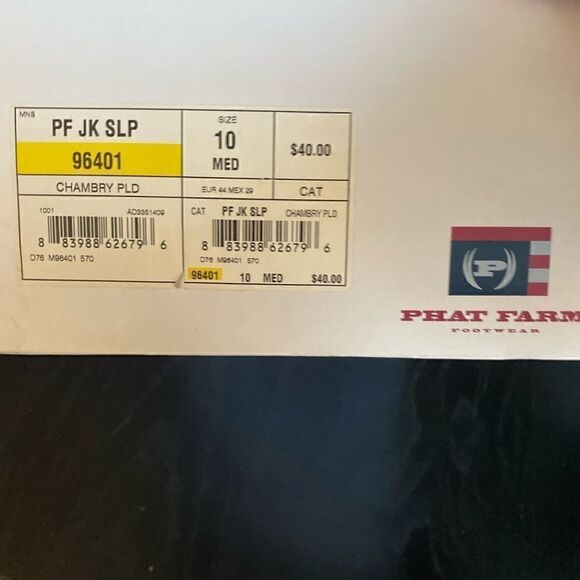 MNS
PF JK SLP
96401
CHAMBRY PLD
SIZE
10
MED
EUR 44 MEX 29
$40.00
CAT
1001 AD3351409
8 83988 62679 6
D76 M96401 570
CAT PF JK SLP CHAMBRY PLD
8 83988 62679 6
D76 M96401 570
96401 10 MED $40.00
P
PHAT FARM
FOOTWEAR